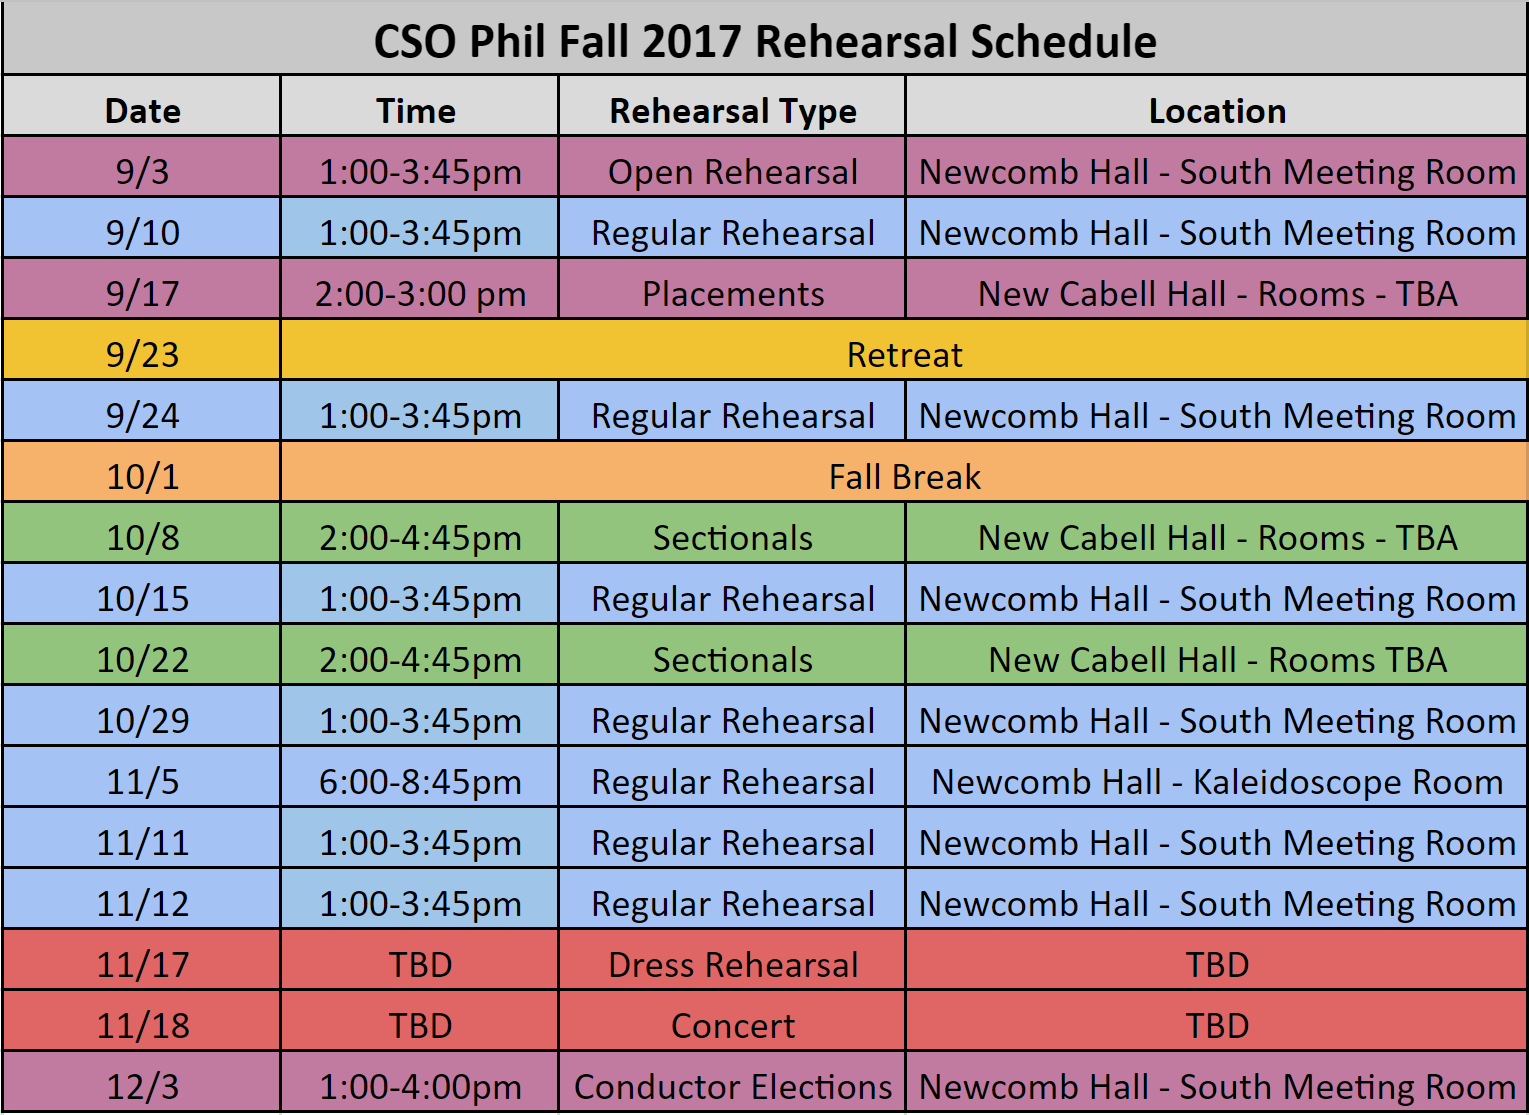 CSO Phil Fall 2017 Rehearsal Schedule
Date Time Rehearsal Type Location
9/3 1:00-3:45pm Open Rehearsal Newcomb Hall - South Meeting Room
9/10 1:00-3:45pm Regular Rehearsal Newcomb Hall - South Meeting Room
9/17 2:00-3:00 pm Placements New Cabell Hall - Rooms - TBA
9/23 Retreat
9/24 1:00-3:45pm Regular Rehearsal Newcomb Hall - South Meeting Room
10/1 Fall Break
10/8 2:00-4:45pm Sectionals New Cabell Hall - Rooms - TBA
10/15 1:00-3:45pm Regular Rehearsal Newcomb Hall - South Meeting Room
10/22 2:00-4:45pm Sectionals New Cabell Hall - Rooms TBA
10/29 1:00-3:45pm Regular Rehearsal Newcomb Hall - South Meeting Room
11/5 6:00-8:45pm Regular Rehearsal Newcomb Hall - Kaleidoscope Room
11/11 1:00-3:45pm Regular Rehearsal Newcomb Hall - South Meeting Room
11/12 1:00-3:45pm Regular Rehearsal Newcomb Hall - South Meeting Room
11/17 TBD Dress Rehearsal TBD
11/18 TBD Concert TBD
12/3 1:00-4:00pm Conductor Elections Newcomb Hall - South Meeting Room